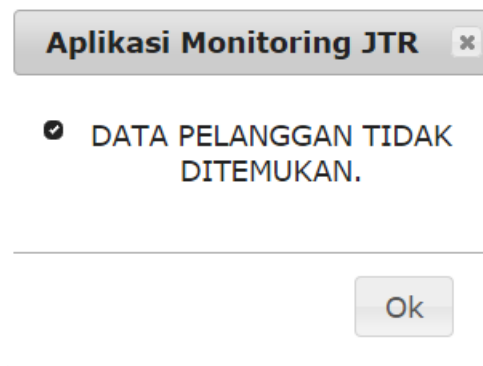 Aplikasi Monitoring JTR
DATA PELANGGAN TIDAK
DITEMUKAN.
Ok